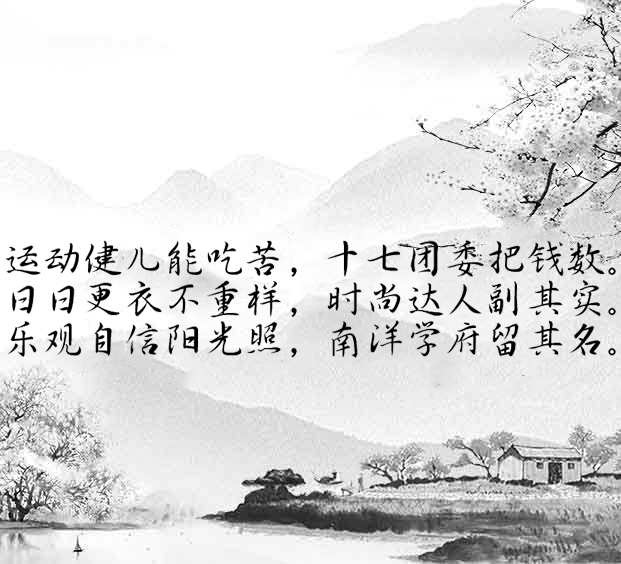 运动健儿能吃苦，十七团委把钱数。
日日更衣不重样，时尚达人副其实。
乐观自信阳光照，南洋学府留其名。